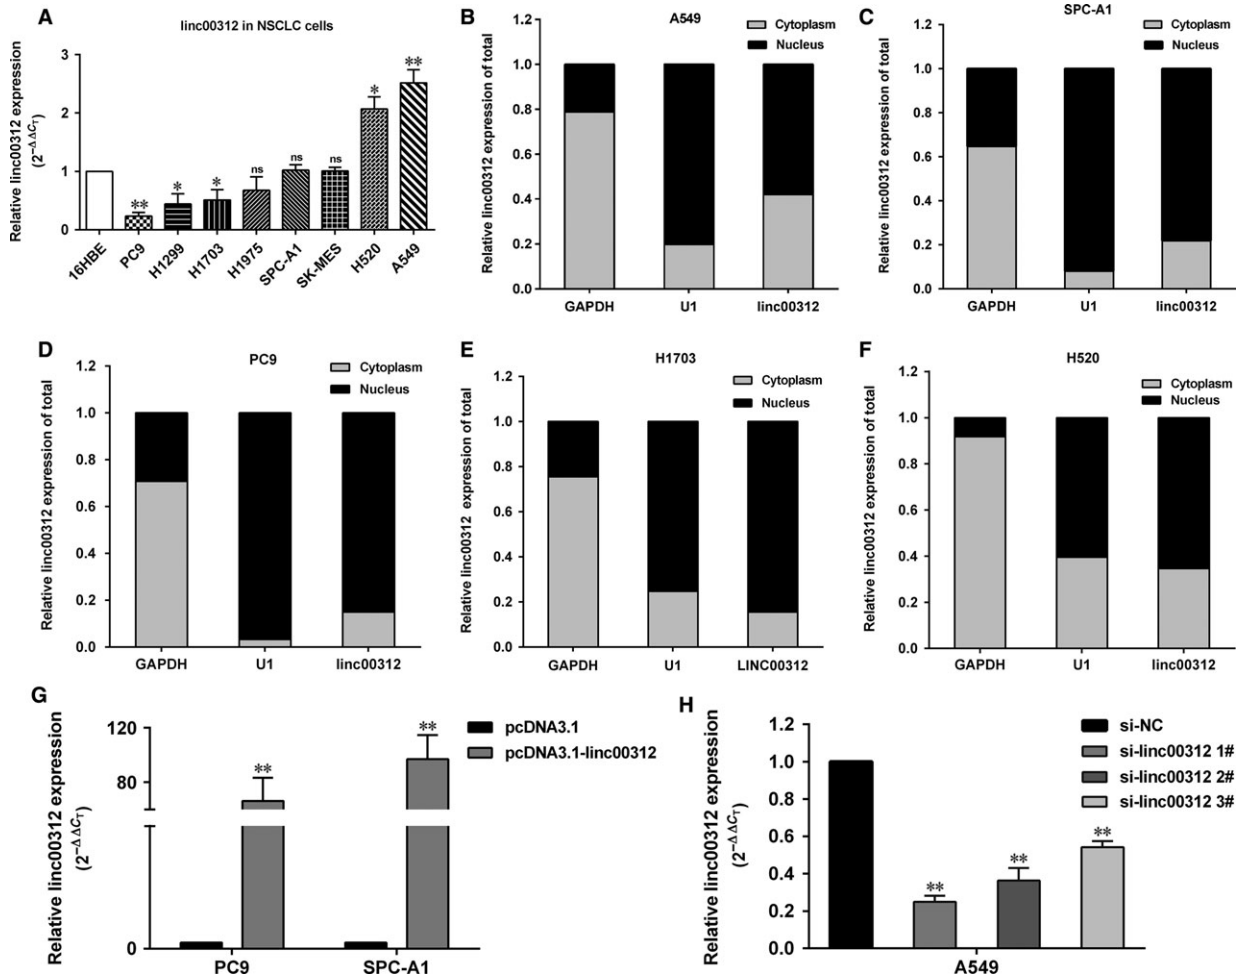 A
linc00312 in NSCLC cells
Relative linc00312 expression
(2−ΔΔCT)
3
2
1
0
**
*
*
ns
ns
ns
*
**
16HBE
PC9
H1299
H1703
H1975
SPC-A1
SK-MES
H520
A549
B
A549
Cytoplasm
Nucleus
Relative linc00312 expression of total
1.2
1.0
0.8
0.6
0.4
0.2
0.0
GAPDH U1 linc00312
C
SPC-A1
Cytoplasm
Nucleus
Relative linc00312 expression of total
1.2
1.0
0.8
0.6
0.4
0.2
0.0
GAPDH U1 linc00312
D
PC9
Cytoplasm
Nucleus
Relative linc00312 expression of total
1.2
1.0
0.8
0.6
0.4
0.2
0.0
GAPDH U1 linc00312
E
H1703
Cytoplasm
Nucleus
Relative linc00312 expression of total
1.2
1.0
0.8
0.6
0.4
0.2
0.0
GAPDH U1 LINC00312
F
H520
Cytoplasm
Nucleus
Relative linc00312 expression of total
1.2
1.0
0.8
0.6
0.4
0.2
0.0
GAPDH U1 linc00312
G
Relative linc00312 expression
(2−ΔΔCT)
120
80
40
0
**
**
pcDNA3.1
pcDNA3.1-linc00312
PC9 SPC-A1
H
Relative linc00312 expression
(2−ΔΔCT)
1.2
1.0
0.8
0.6
0.4
0.2
0.0
**
**
**
si-NC
si-linc00312 1#
si-linc00312 2#
si-linc00312 3#
A549